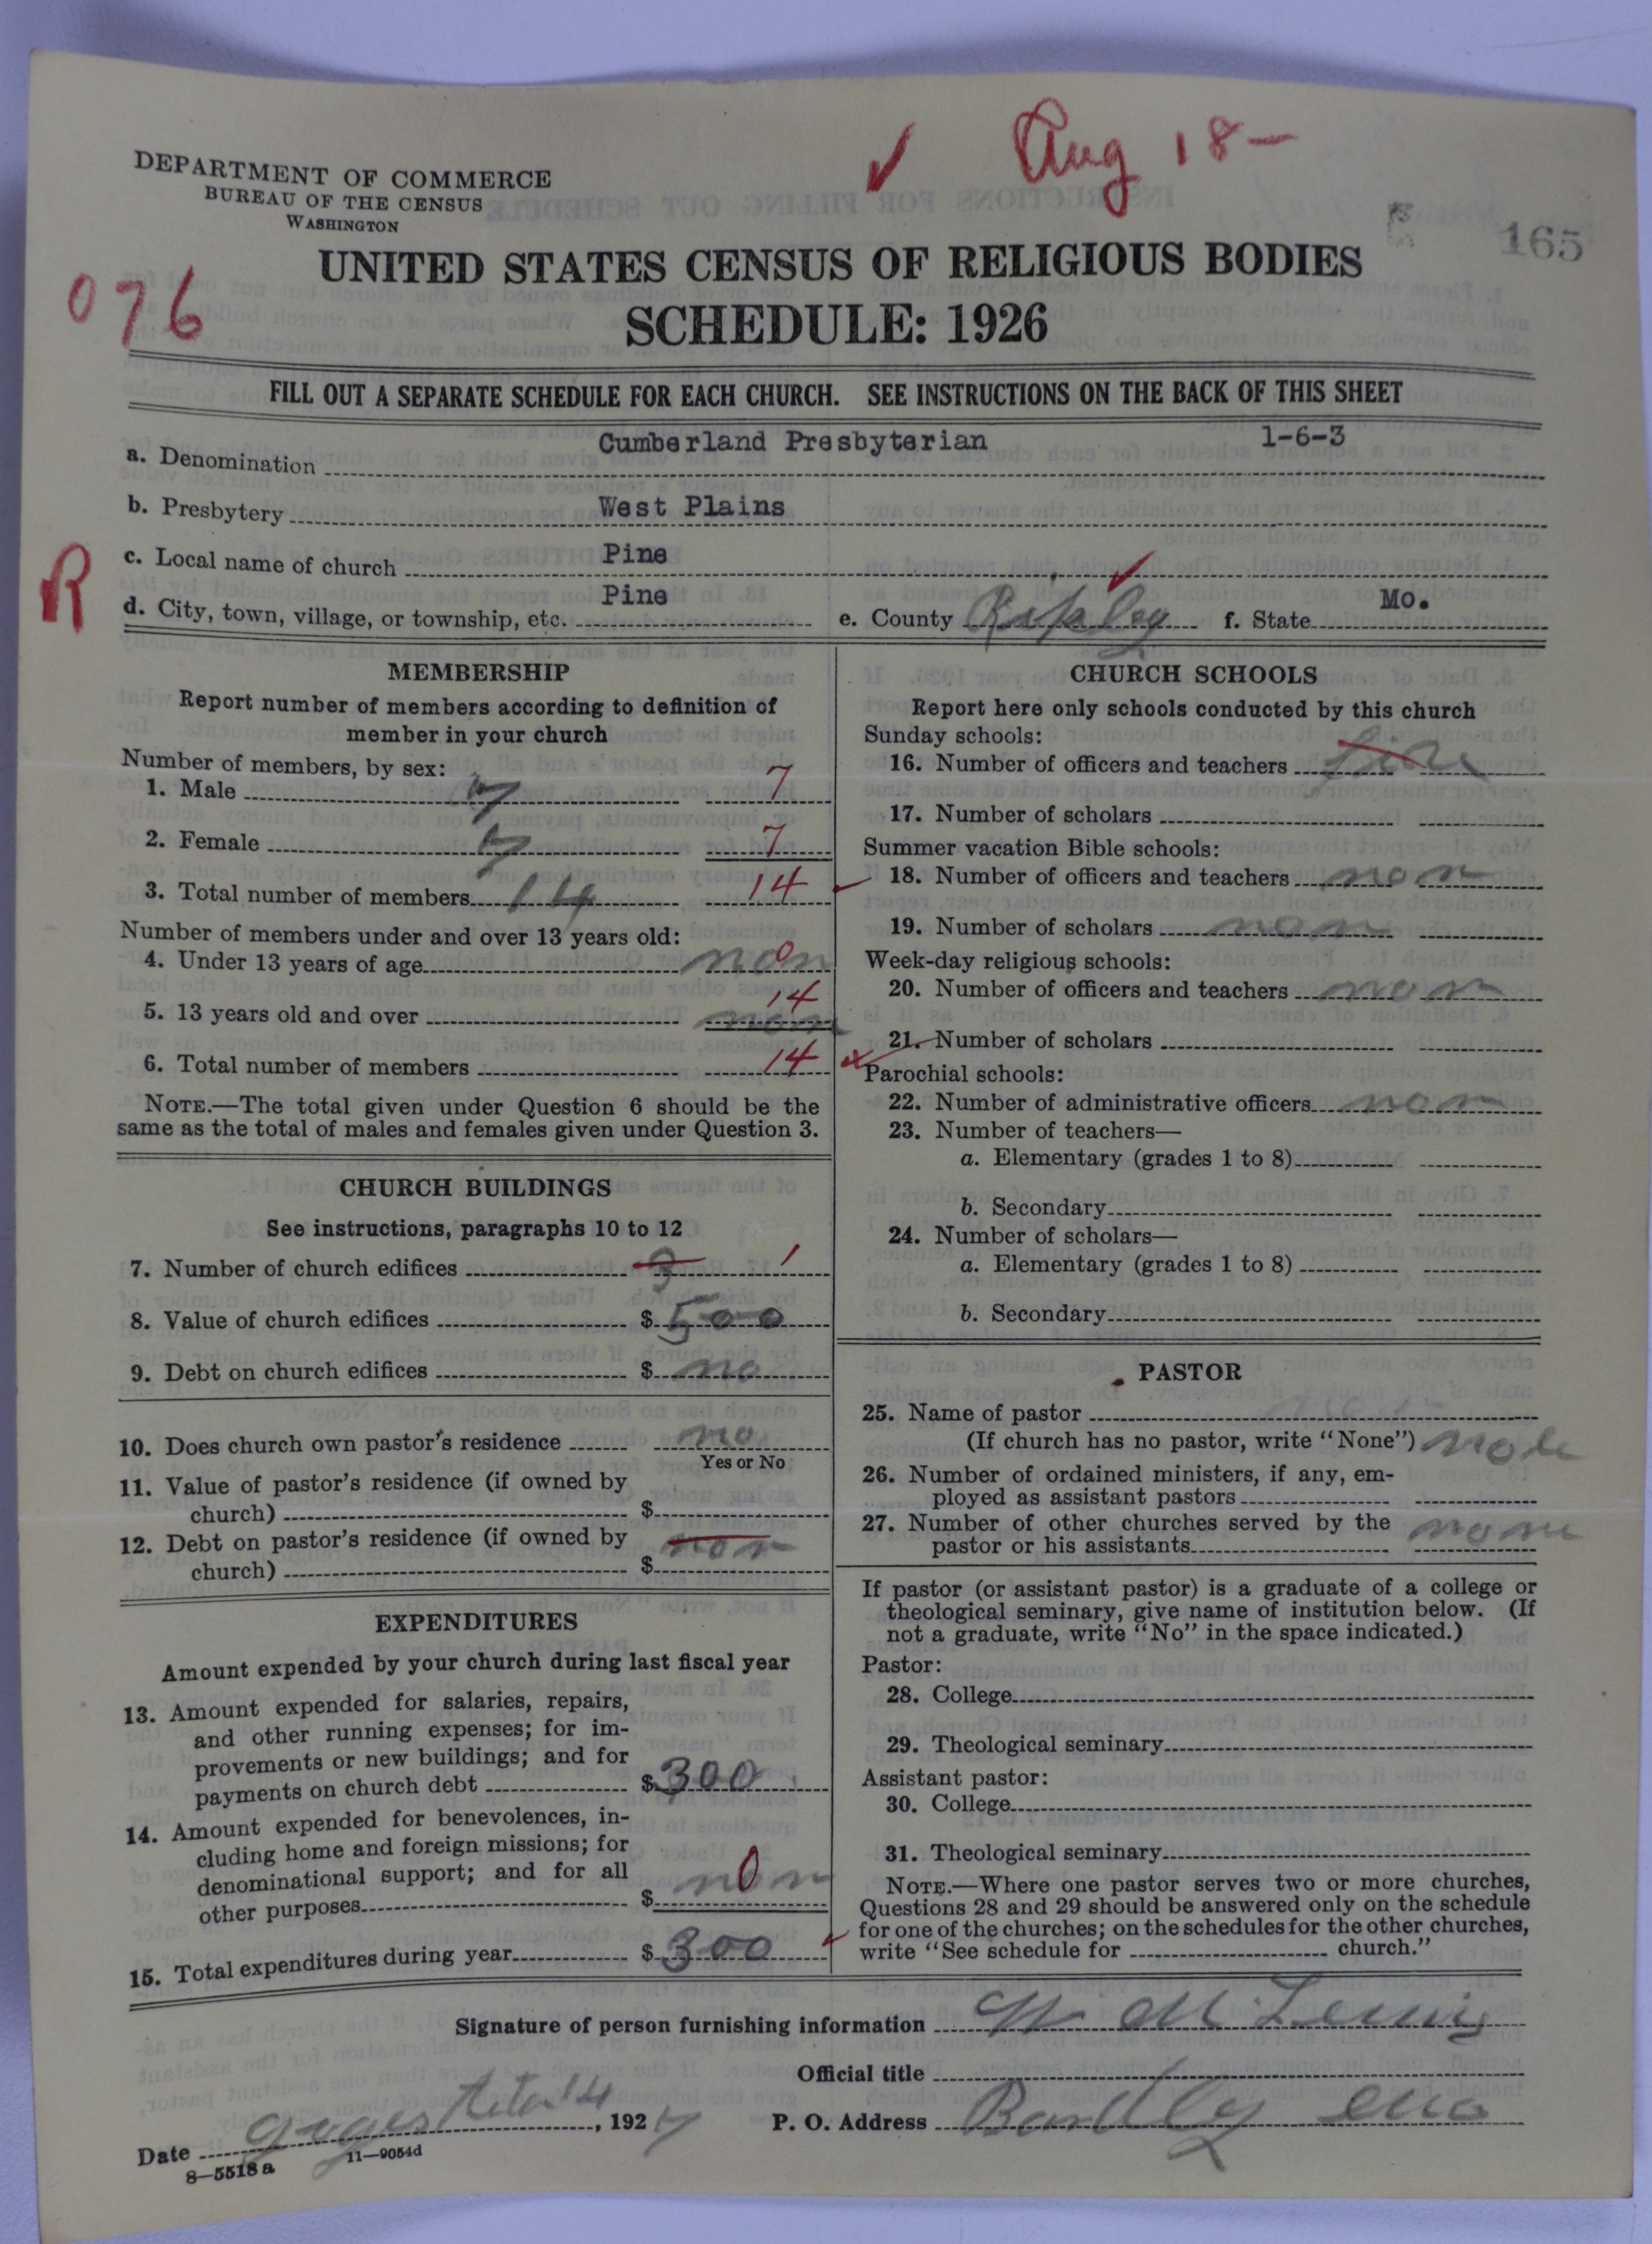 Aug 18-
DEPARTMENT OF COMMERCE
BUREAU OF THE CENSUS
WASHINGTON
165
UNITED STATES CENSUS OF RELIGIOUS BODIES
076
SCHEDULE: 1926
FILL OUT A SEPARATE SCHEDULE FOR EACH CHURCH. SEE INSTRUCTIONS ON THE BACK OF THIS SHEET
a. Denomination Cumberland Presbyterian 1-6-3
b. Presbytery West Plains
c. Local name of church Pine
R
d. City, town, village, or township, etc. Pine e. County Ripley f. State Mo.
MEMBERSHIP
Report number of members according to definition of
member in your church
Number of members, by sex:
1. Male 7 7
2. Female 7 7
3. Total number of members 14 14
Number of members under and over 13 years old:
4. Under 13 years of age non 0
5. 13 years old and over non 14
6. Total number of members 14
NOTE.—The total given under Question 6 should be the
same as the total of males and females given under Question 3.
CHURCH BUILDINGS
See instructions, paragraphs 10 to 12
7. Number of church edifices 1
8. Value of church edifices $ 500
9. Debt on church edifices $ no
10. Does church own pastor's residence no
Yes or No
11. Value of pastor's residence (if owned by
church) $
12. Debt on pastor's residence (if owned by
church) $ non
EXPENDITURES
Amount expended by your church during last fiscal year
13. Amount expended for salaries, repairs,
and other running expenses; for im-
provements or new buildings; and for
payments on church debt $ 300
14. Amount expended for benevolences, in-
cluding home and foreign missions; for
denominational support; and for all
other purposes $ non 0
15. Total expenditures during year $ 300
CHURCH SCHOOLS
Report here only schools conducted by this church
Sunday schools:
16. Number of officers and teachers
17. Number of scholars
Summer vacation Bible schools:
18. Number of officers and teachers non
19. Number of scholars non
Week-day religious schools:
20. Number of officers and teachers non
21. Number of scholars
Parochial schools:
22. Number of administrative officers non
23. Number of teachers—
a. Elementary (grades 1 to 8)
b. Secondary
24. Number of scholars—
a. Elementary (grades 1 to 8)
b. Secondary
PASTOR
25. Name of pastor
(If church has no pastor, write "None")
26. Number of ordained ministers, if any, em-
ployed as assistant pastors
27. Number of other churches served by the
pastor or his assistants none
If pastor (or assistant pastor) is a graduate of a college or
theological seminary, give name of institution below. (If
not a graduate, write "No" in the space indicated.)
Pastor:
28. College
29. Theological seminary
Assistant pastor:
30. College
31. Theological seminary
NOTE.—Where one pastor serves two or more churches,
Questions 28 and 29 should be answered only on the schedule
for one of the churches; on the schedules for the other churches,
write "See schedule for church."
Signature of person furnishing information W M Lewis
Official title
Date 14, 1927 P. O. Address
8—5518 a 11—9054d